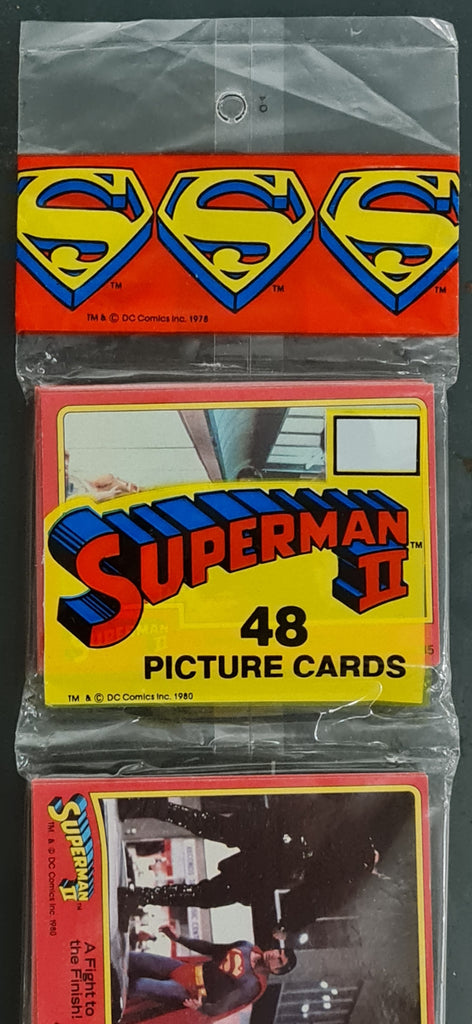 S S S
TM TM TM
TM & © DC Comics Inc. 1978
SUPERMAN II TM
48
PICTURE CARDS
TM & © DC Comics Inc. 1980
SUPERMAN II TM
TM & © DC Comics Inc. 1980
A Fight to
the Finish!